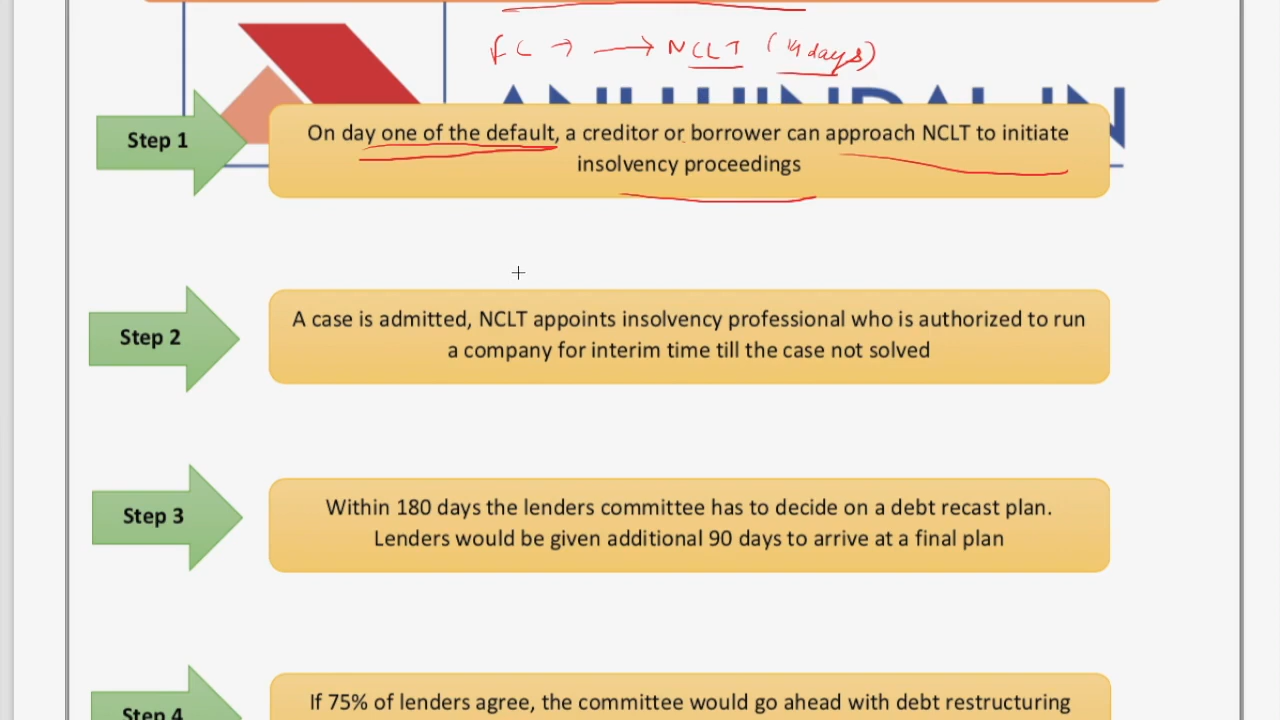 FC → → NCLT (14 days)
Step 1
On day one of the default, a creditor or borrower can approach NCLT to initiate
insolvency proceedings
Step 2
A case is admitted, NCLT appoints insolvency professional who is authorized to run
a company for interim time till the case not solved
Step 3
Within 180 days the lenders committee has to decide on a debt recast plan.
Lenders would be given additional 90 days to arrive at a final plan
Step 4
If 75% of lenders agree, the committee would go ahead with debt restructuring